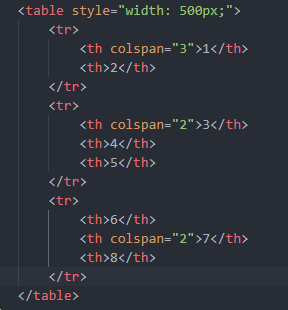 <table style="width: 500px;">
    <tr>
        <th colspan="3">1</th>
        <th>2</th>
    </tr>
    <tr>
        <th colspan="2">3</th>
        <th>4</th>
        <th>5</th>
    </tr>
    <tr>
        <th>6</th>
        <th colspan="2">7</th>
        <th>8</th>
    </tr>
</table>